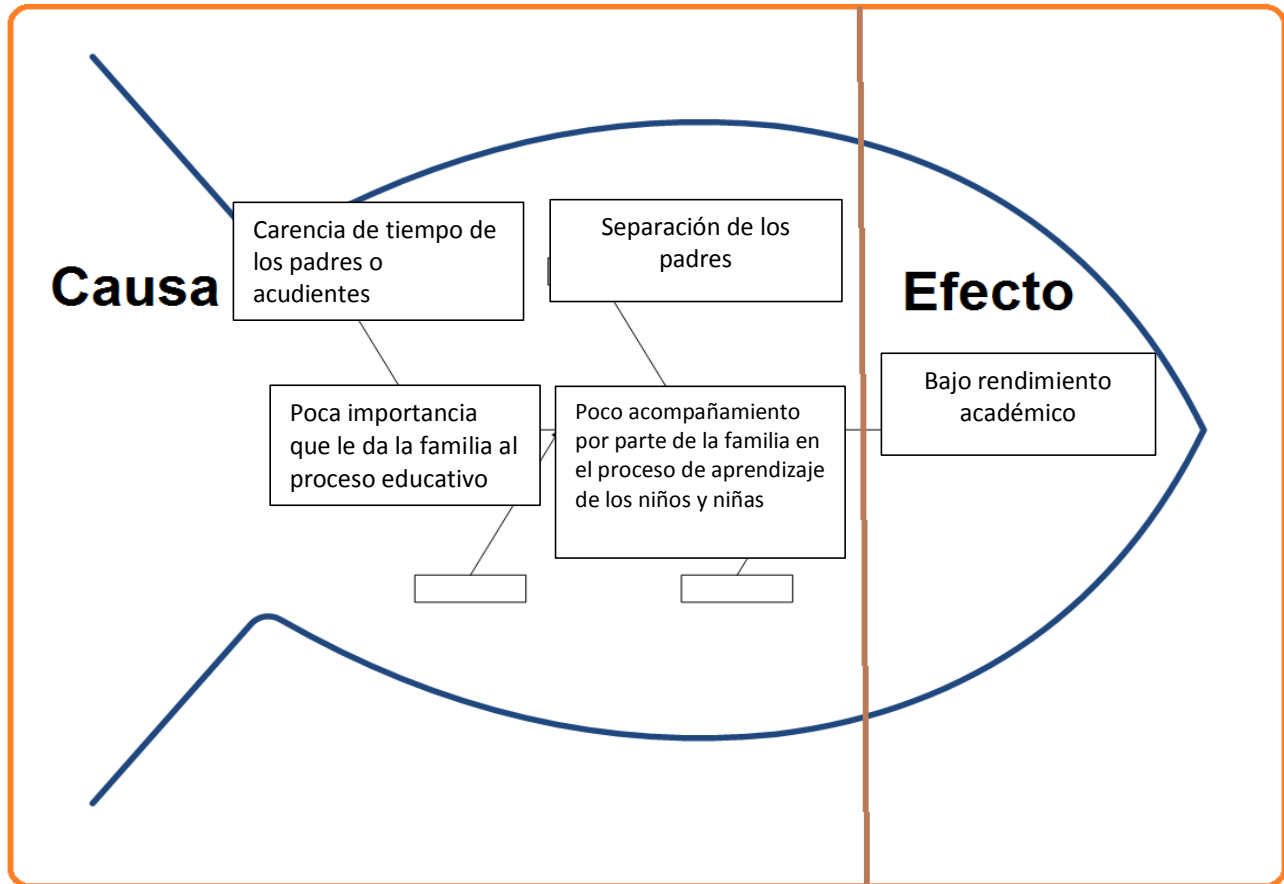 Causa
Carencia de tiempo de
los padres o
acudientes
Separación de los
padres
Efecto
Poca importancia
que le da la familia al
proceso educativo
Poco acompañamiento
por parte de la familia en
el proceso de aprendizaje
de los niños y niñas
Bajo rendimiento
académico